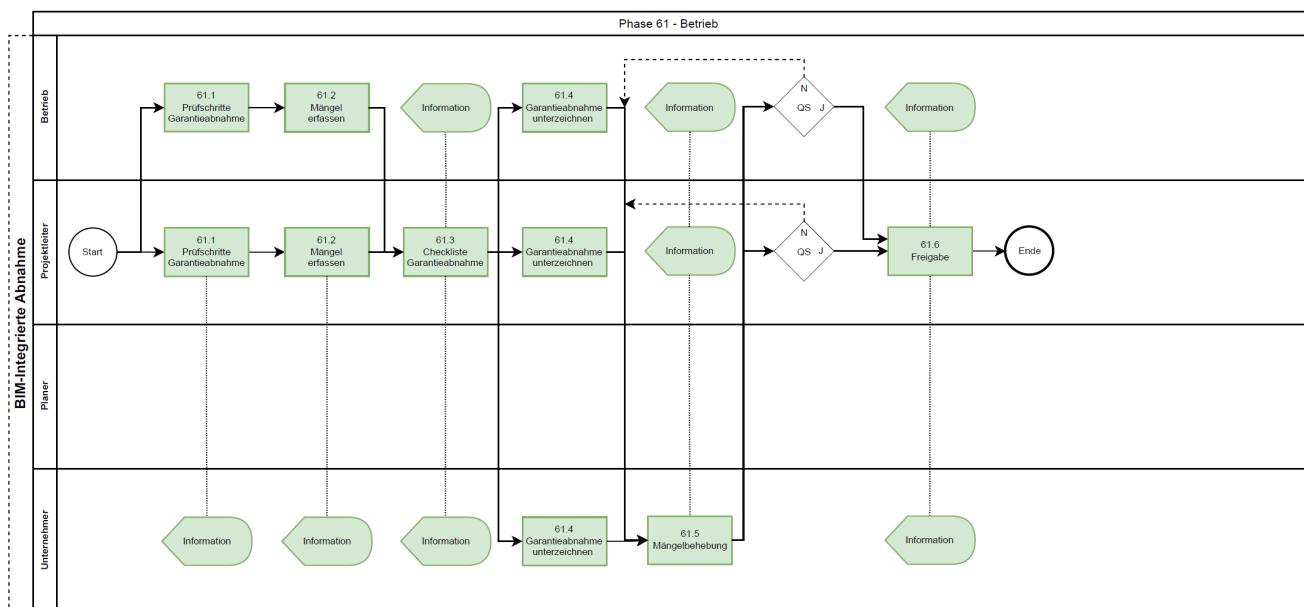 Phase 61 - Betrieb
BIM-Integrierte Abnahme
Betrieb
61.1
Prüfschritte
Garantieabnahme
61.2
Mängel
erfassen
Information
61.4
Garantieabnahme
unterzeichnen
Information
N
QS J
Information
Projektleiter
Start
61.1
Prüfschritte
Garantieabnahme
61.2
Mängel
erfassen
61.3
Checkliste
Garantieabnahme
61.4
Garantieabnahme
unterzeichnen
Information
N
QS J
61.6
Freigabe
Ende
Planer
Unternehmer
Information
Information
Information
61.4
Garantieabnahme
unterzeichnen
61.5
Mängelbehebung
Information